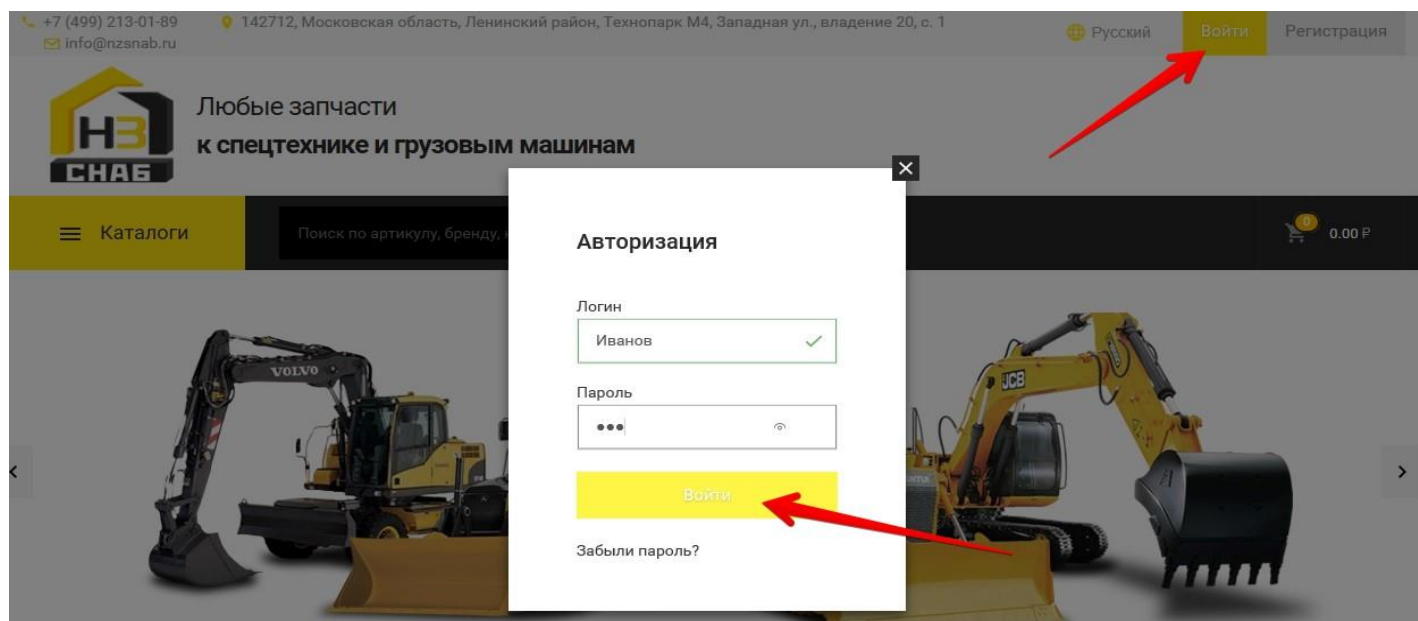 +7 (499) 213-01-89
info@nzsnab.ru
142712, Московская область, Ленинский район, Технопарк М4, Западная ул., владение 20, с. 1
Русский
Войти
Регистрация
НЗ
СНАБ
Любые запчасти
к спецтехнике и грузовым машинам
Каталоги
Поиск по артикулу, бренду,
0
0.00 ₽
Авторизация
Логин
Иванов
Пароль
•••
Войти
Забыли пароль?
VOLVO
JCB